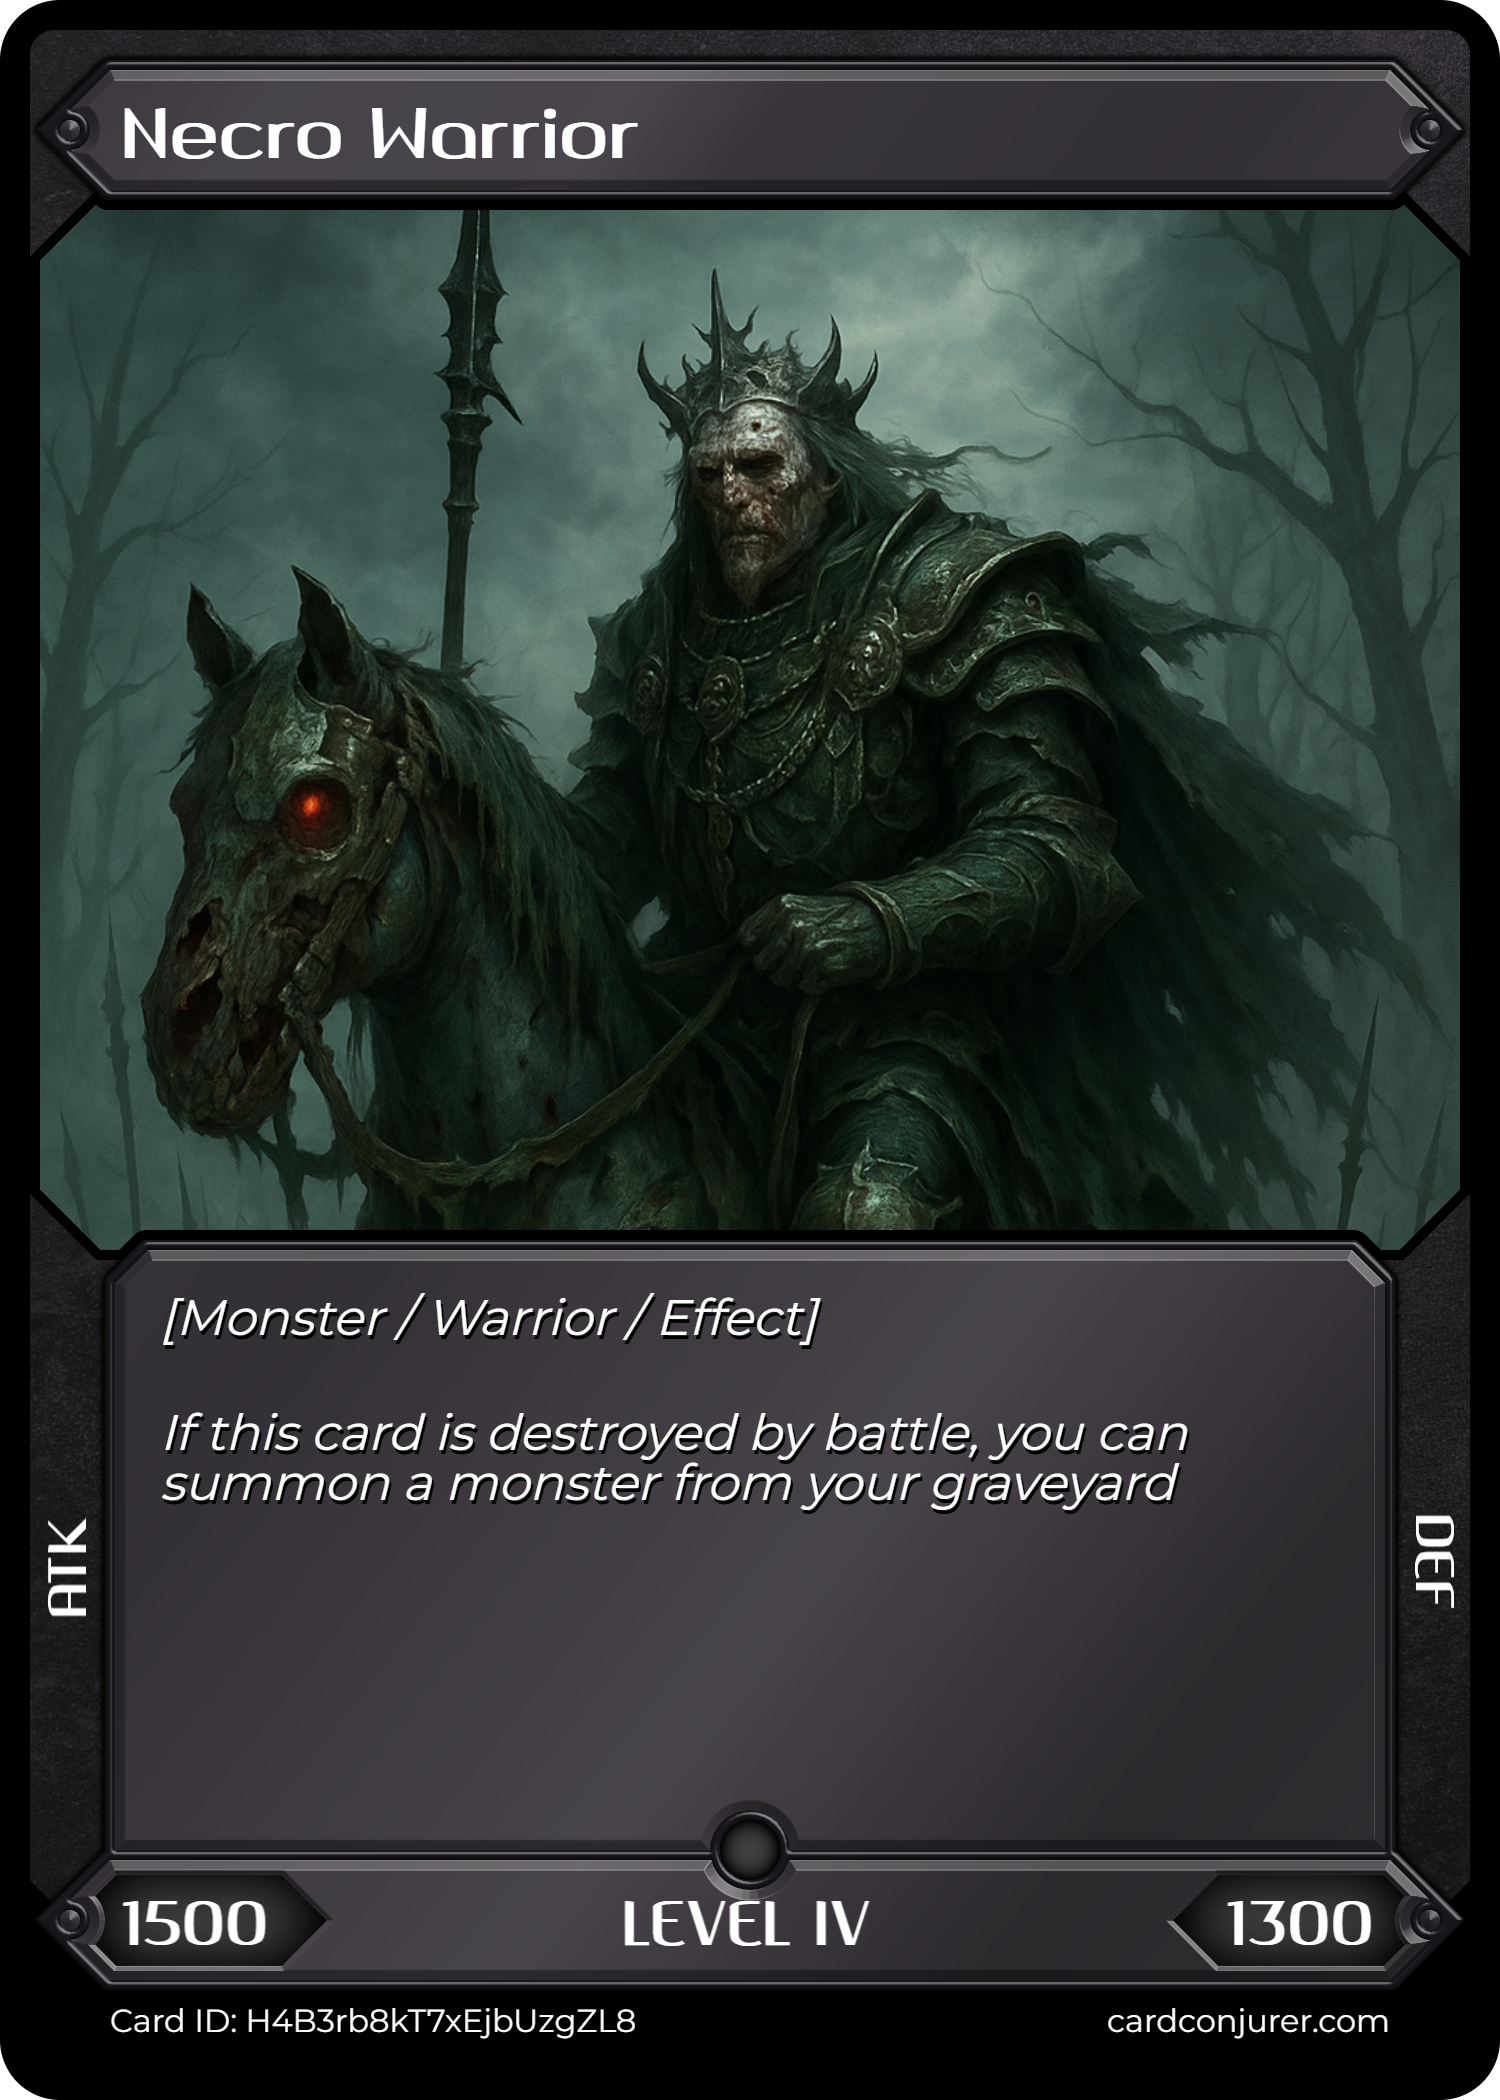 Necro Warrior
[Monster / Warrior / Effect]
If this card is destroyed by battle, you can
summon a monster from your graveyard
ATK
DEF
1500
LEVEL IV
1300
Card ID: H4B3rb8kT7xEjbUzgZL8
cardconjurer.com